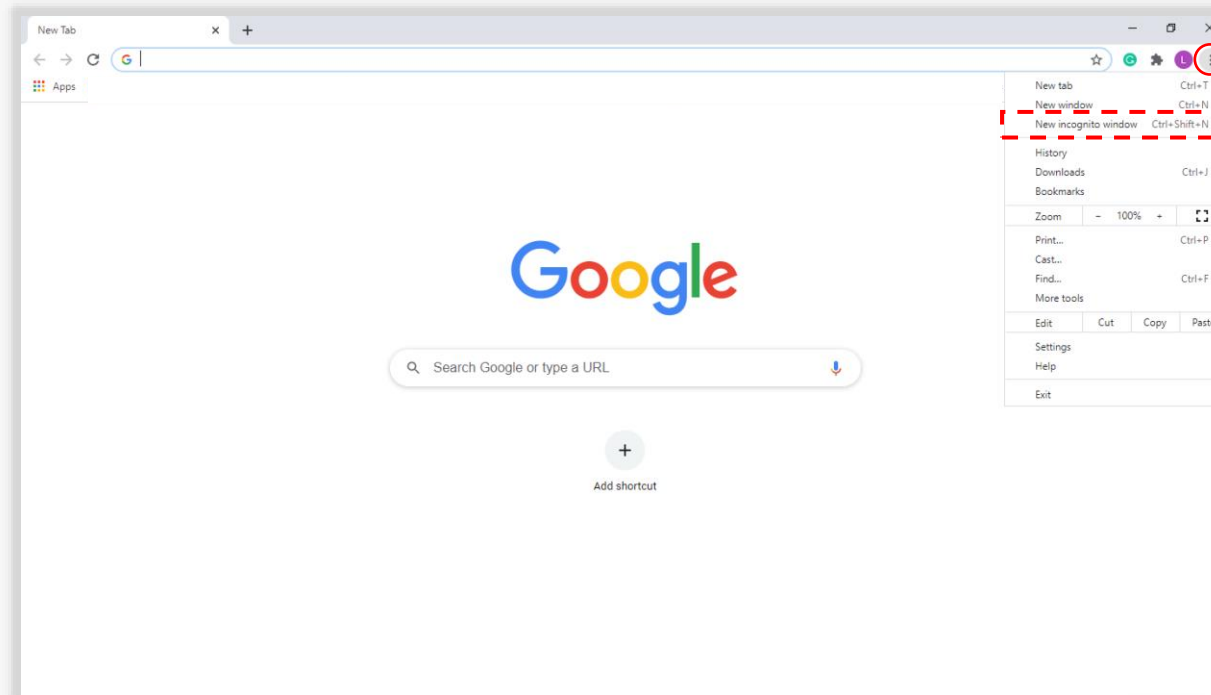 New Tab
G
L
Apps
New tab Ctrl+T
New window Ctrl+N
New incognito window Ctrl+Shift+N
History
Downloads Ctrl+J
Bookmarks
Zoom - 100% +
Print... Ctrl+P
Cast...
Find... Ctrl+F
More tools
Edit Cut Copy Past
Settings
Help
Exit
Google
Search Google or type a URL
Add shortcut